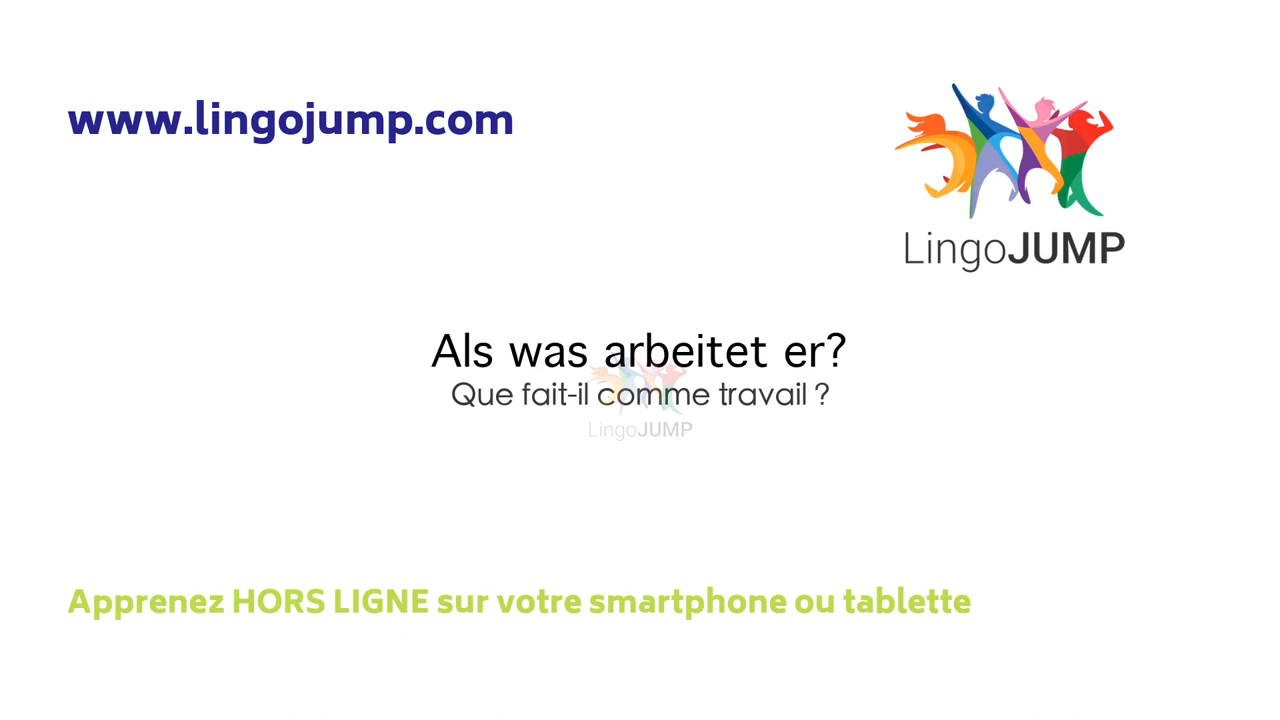 www.lingojump.com
LingoJUMP
Als was arbeitet er?
Que fait-il comme travail ?
LingoJUMP
Apprenez HORS LIGNE sur votre smartphone ou tablette